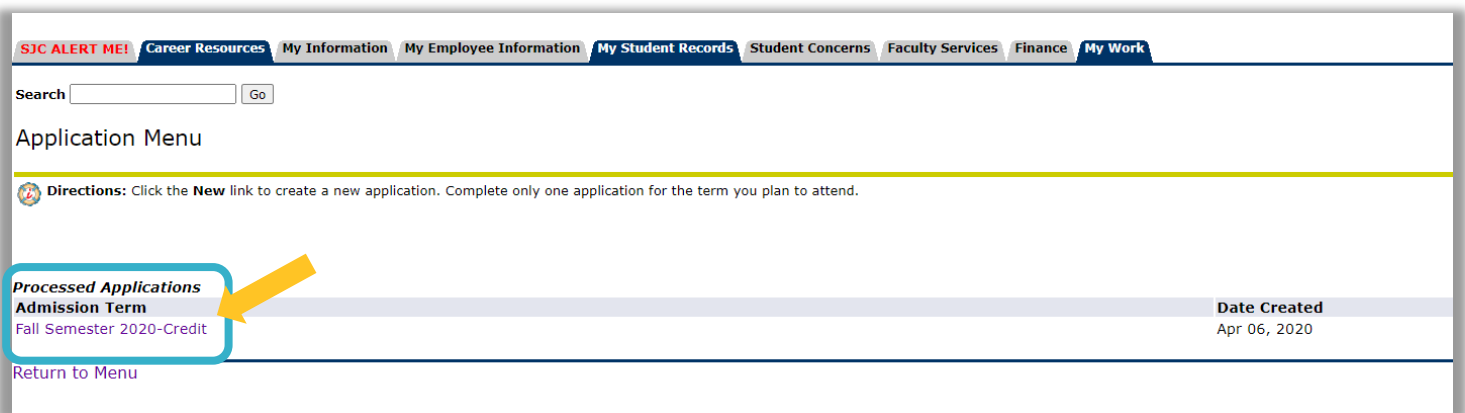 SJC ALERT ME! Career Resources My Information My Employee Information My Student Records Student Concerns Faculty Services Finance My Work
Search Go
Application Menu
Directions: Click the New link to create a new application. Complete only one application for the term you plan to attend.
Processed Applications
Admission Term Date Created
Fall Semester 2020-Credit Apr 06, 2020
Return to Menu